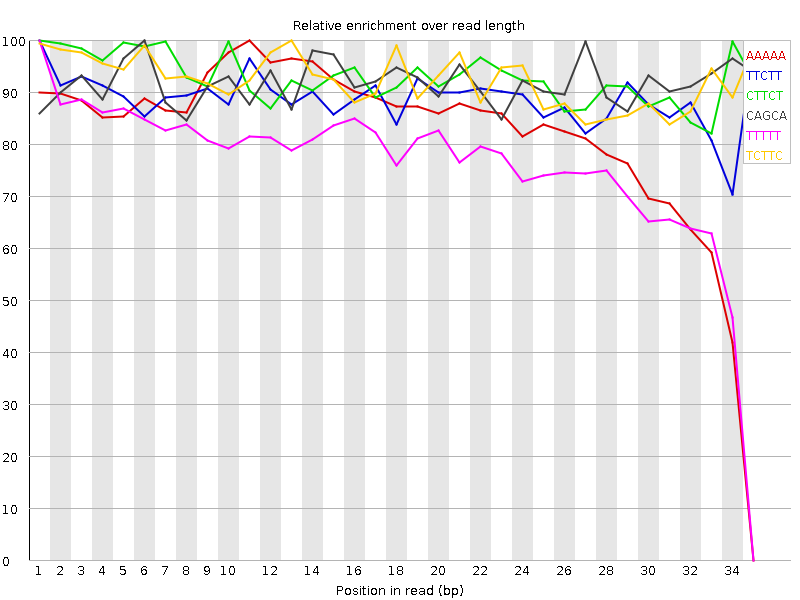 Relative enrichment over read length
100
90
80
70
60
50
40
30
20
10
0
AAAAA
TTCTT
CTTCT
CAGCA
TTTTT
TCTTC
1 2 3 4 5 6 7 8 9 10 12 14 16 18 20 22 24 26 28 30 32 34
Position in read (bp)